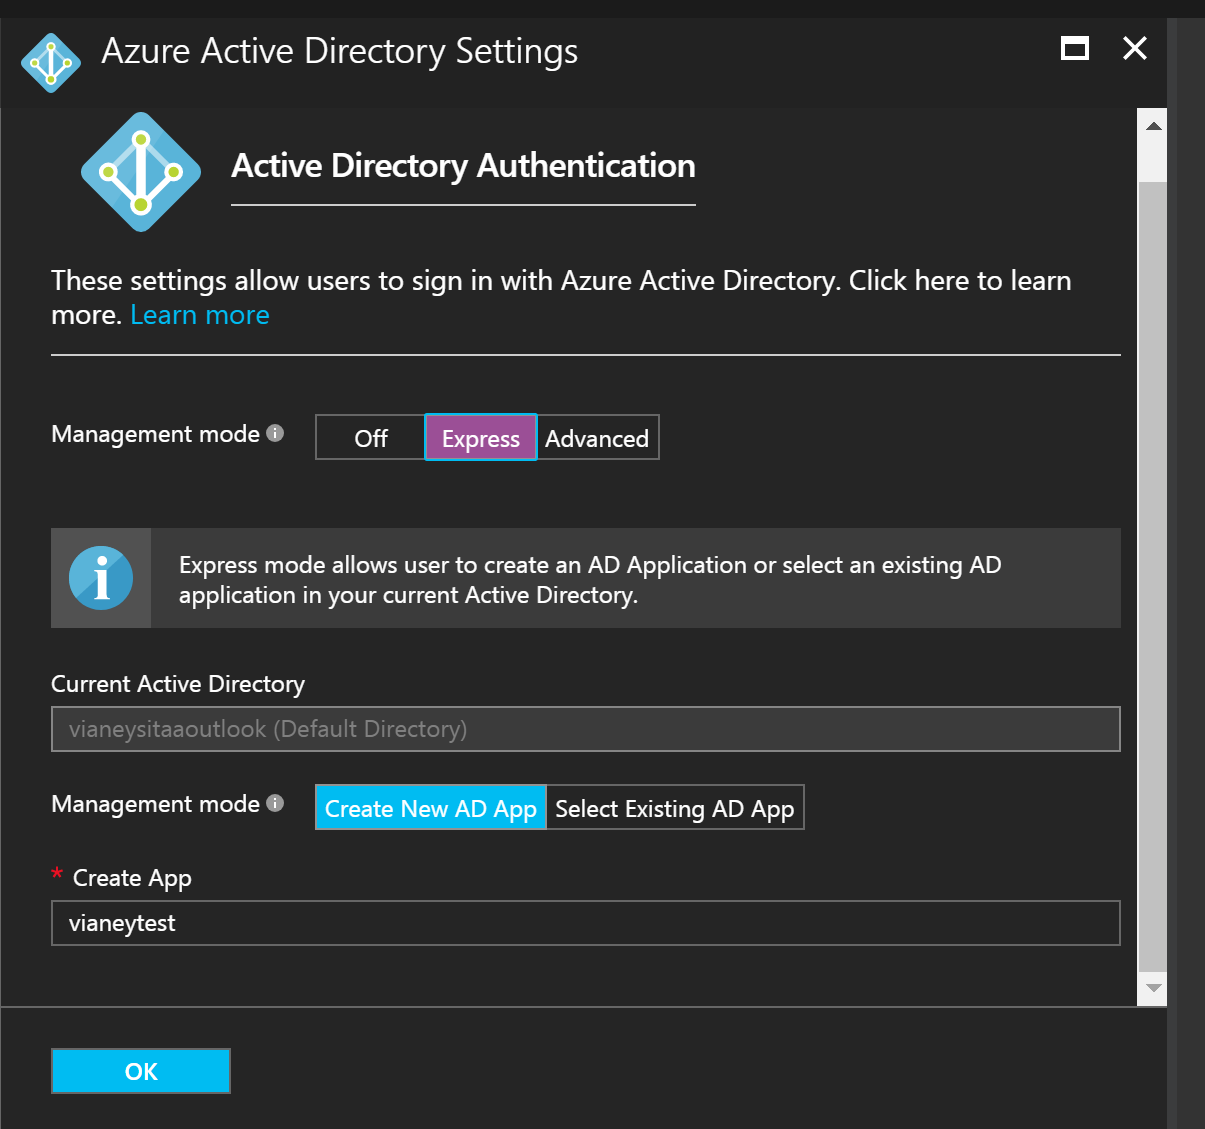 Azure Active Directory Settings
Active Directory Authentication
These settings allow users to sign in with Azure Active Directory. Click here to learn
more. Learn more
Management mode
Off Express Advanced
Express mode allows user to create an AD Application or select an existing AD
application in your current Active Directory.
Current Active Directory
vianeysitaaoutlook (Default Directory)
Management mode
Create New AD App Select Existing AD App
* Create App
vianeytest
OK